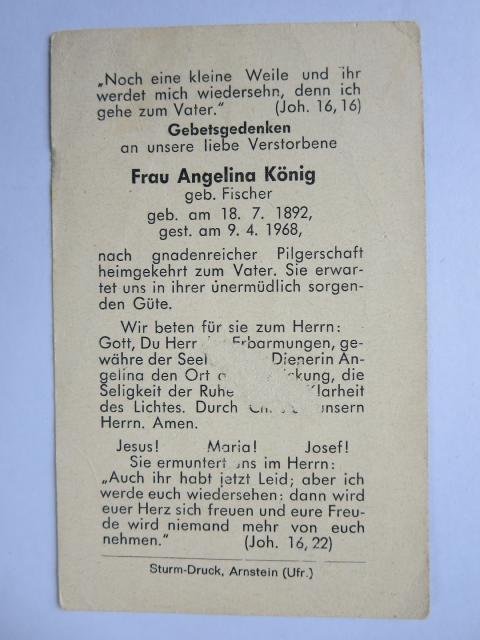 „Noch eine kleine Weile und ihr
werdet mich wiedersehn, denn ich
gehe zum Vater.“ (Joh. 16, 16)
Gebetsgedenken
an unsere liebe Verstorbene
Frau Angelina König
geb. Fischer
geb. am 18. 7. 1892,
gest. am 9. 4. 1968,
nach gnadenreicher Pilgerschaft
heimgekehrt zum Vater. Sie erwar-
tet uns in ihrer unermüdlich sorgen-
den Güte.
Wir beten für sie zum Herrn:
Gott, Du Herr der Erbarmungen, ge-
währe der Seele Dienerin An-
gelina den Ort die
Seligkeit der Ruhe Klarheit
des Lichtes. Durch unsern
Herrn. Amen.
Jesus! Maria! Josef!
Sie ermuntert uns im Herrn:
„Auch ihr habt jetzt Leid; aber ich
werde euch wiedersehen: dann wird
euer Herz sich freuen und eure Freu-
de wird niemand mehr von euch
nehmen.“ (Joh. 16, 22)
Sturm-Druck, Arnstein (Ufr.)